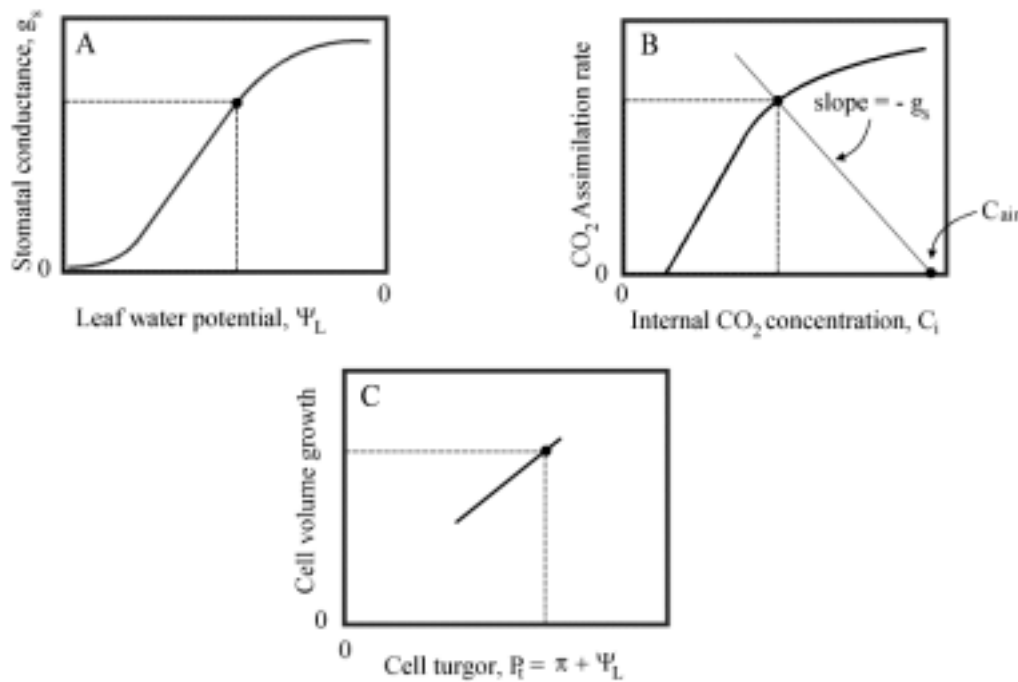 A
Stomatal conductance, gs
0
0
Leaf water potential, ΨL
B
CO2 Assimilation rate
slope = - gs
Cair
0
0
Internal CO2 concentration, Ci
C
Cell volume growth
0
0
Cell turgor, Pt = π + ΨL